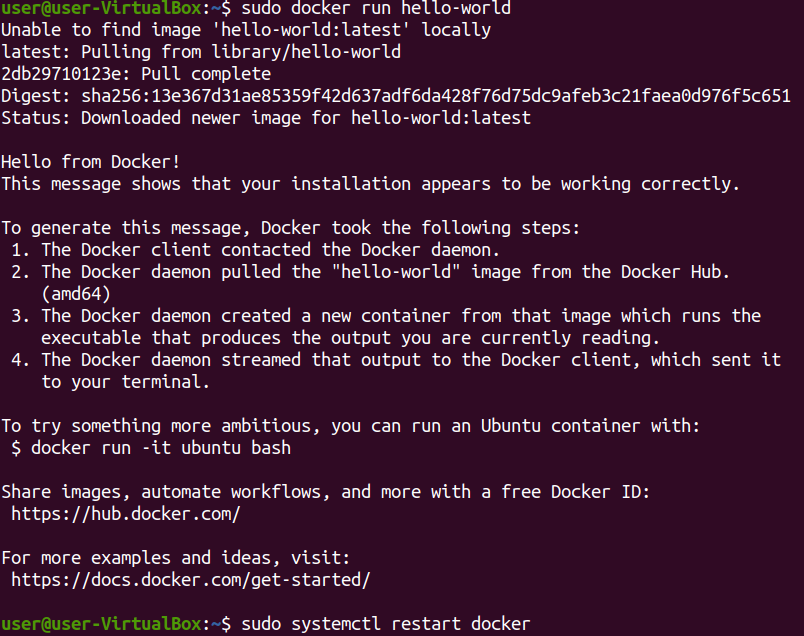 user@user-VirtualBox:~$ sudo docker run hello-world
Unable to find image 'hello-world:latest' locally
latest: Pulling from library/hello-world
2db29710123e: Pull complete
Digest: sha256:13e367d31ae85359f42d637adf6da428f76d75dc9afeb3c21faea0d976f5c651
Status: Downloaded newer image for hello-world:latest

Hello from Docker!
This message shows that your installation appears to be working correctly.

To generate this message, Docker took the following steps:
 1. The Docker client contacted the Docker daemon.
 2. The Docker daemon pulled the "hello-world" image from the Docker Hub.
    (amd64)
 3. The Docker daemon created a new container from that image which runs the
    executable that produces the output you are currently reading.
 4. The Docker daemon streamed that output to the Docker client, which sent it
    to your terminal.

To try something more ambitious, you can run an Ubuntu container with:
 $ docker run -it ubuntu bash

Share images, automate workflows, and more with a free Docker ID:
 https://hub.docker.com/

For more examples and ideas, visit:
 https://docs.docker.com/get-started/

user@user-VirtualBox:~$ sudo systemctl restart docker